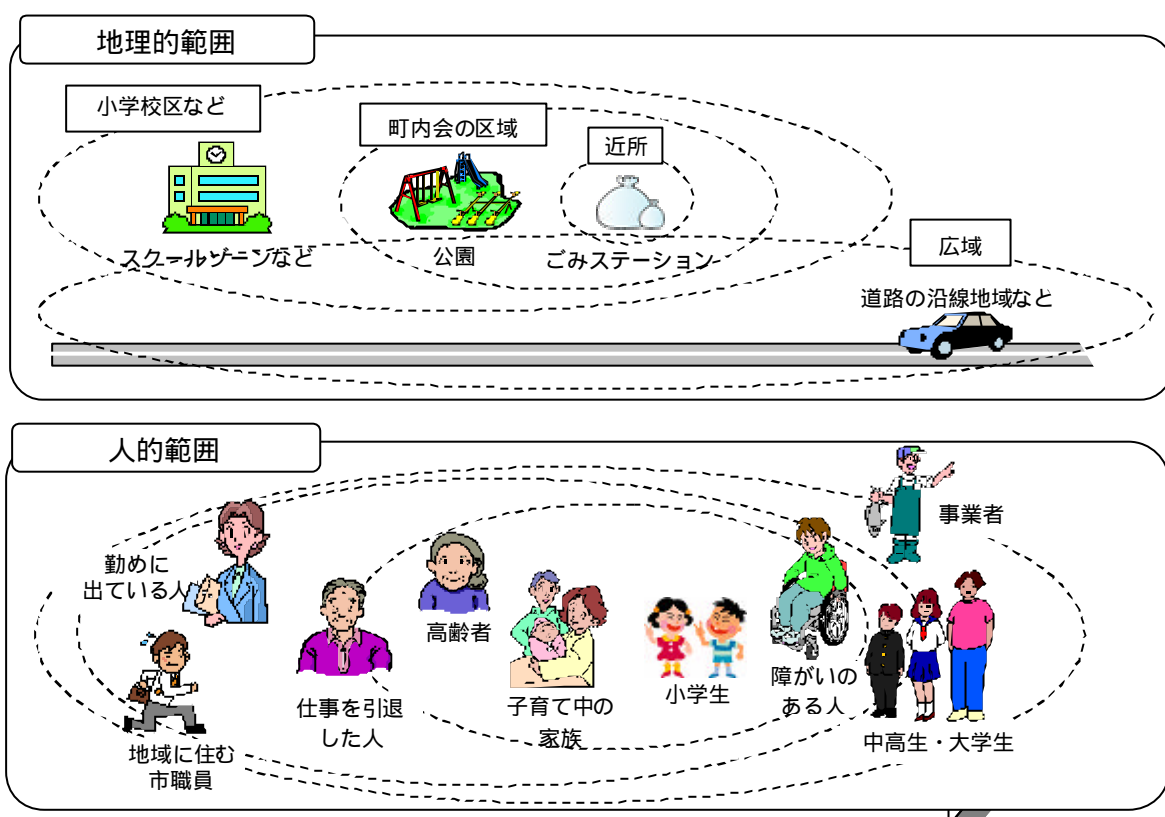 地理的範囲
小学校区など
町内会の区域
近所
スクールゾーンなど
公園
ごみステーション
広域
道路の沿線地域など
人的範囲
事業者
勤めに
出ている人
高齢者
仕事を引退
した人
子育て中の
家族
小学生
障がいの
ある人
中高生・大学生
地域に住む
市職員